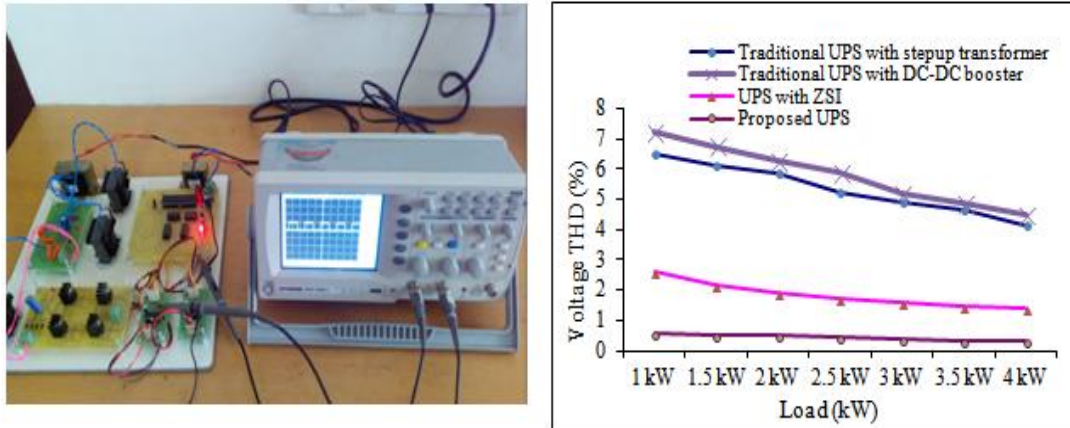 Traditional UPS with stepup transformer
Traditional UPS with DC-DC booster
UPS with ZSI
Proposed UPS
8
7
6
5
4
3
2
1
0
Voltage THD (%)
1 kW 1.5 kW 2 kW 2.5 kW 3 kW 3.5 kW 4 kW
Load (kW)